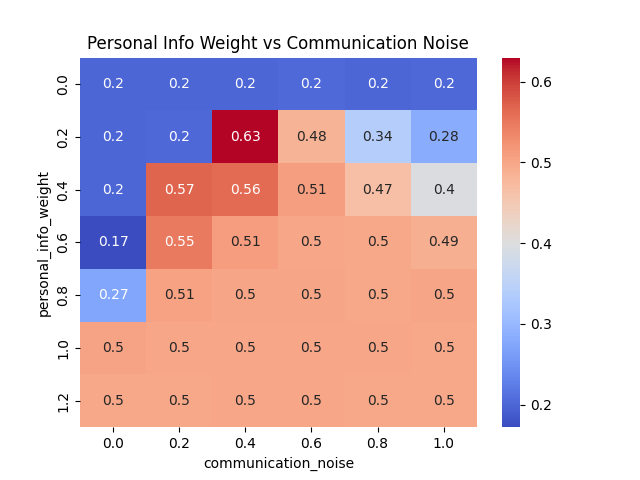 Personal Info Weight vs Communication Noise
0.0 0.2 0.2 0.2 0.2 0.2 0.2
0.2 0.2 0.2 0.63 0.48 0.34 0.28
0.4 0.2 0.57 0.56 0.51 0.47 0.4
0.6 0.17 0.55 0.51 0.5 0.5 0.49
0.8 0.27 0.51 0.5 0.5 0.5 0.5
1.0 0.5 0.5 0.5 0.5 0.5 0.5
1.2 0.5 0.5 0.5 0.5 0.5 0.5
0.0 0.2 0.4 0.6 0.8 1.0
communication_noise
personal_info_weight
0.6
0.5
0.4
0.3
0.2